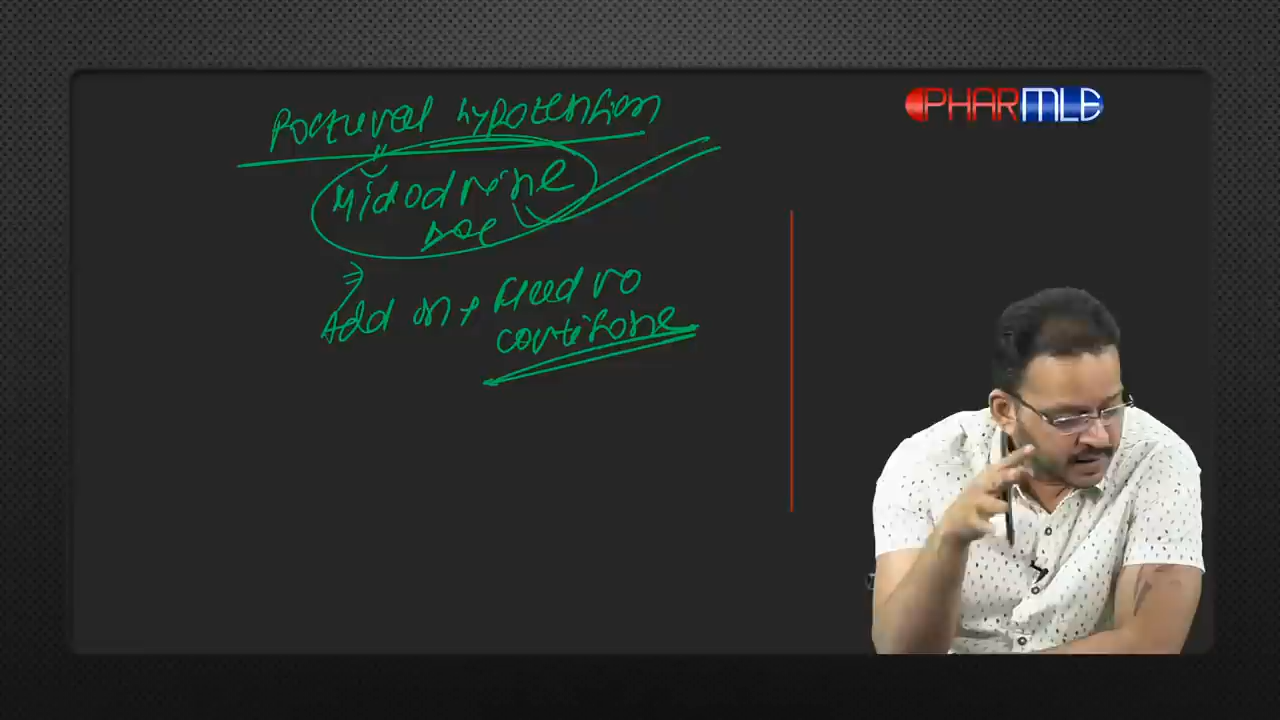 Postural hypotension
Midodrine
DOC
Add on + Fludro
cortisone
PHARMLE